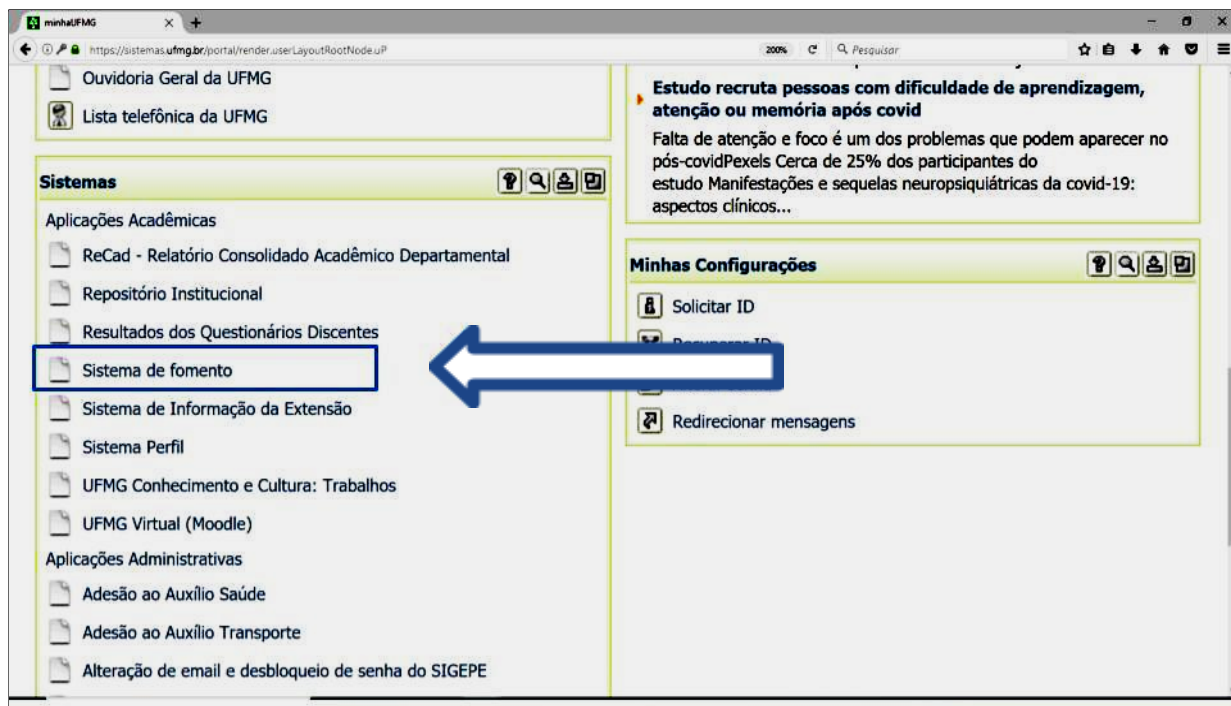 minhaUFMG
https://sistemas.ufmg.br/portal/render.userLayoutRootNode.uP
200%
Pesquisar
Ouvidoria Geral da UFMG
Lista telefônica da UFMG
Sistemas
Aplicações Acadêmicas
ReCad - Relatório Consolidado Acadêmico Departamental
Repositório Institucional
Resultados dos Questionários Discentes
Sistema de fomento
Sistema de Informação da Extensão
Sistema Perfil
UFMG Conhecimento e Cultura: Trabalhos
UFMG Virtual (Moodle)
Aplicações Administrativas
Adesão ao Auxílio Saúde
Adesão ao Auxílio Transporte
Alteração de email e desbloqueio de senha do SIGEPE
Estudo recruta pessoas com dificuldade de aprendizagem,
atenção ou memória após covid
Falta de atenção e foco é um dos problemas que podem aparecer no
pós-covidPexels Cerca de 25% dos participantes do
estudo Manifestações e sequelas neuropsiquiátricas da covid-19:
aspectos clínicos...
Minhas Configurações
Solicitar ID
Recuperar ID
Redirecionar mensagens